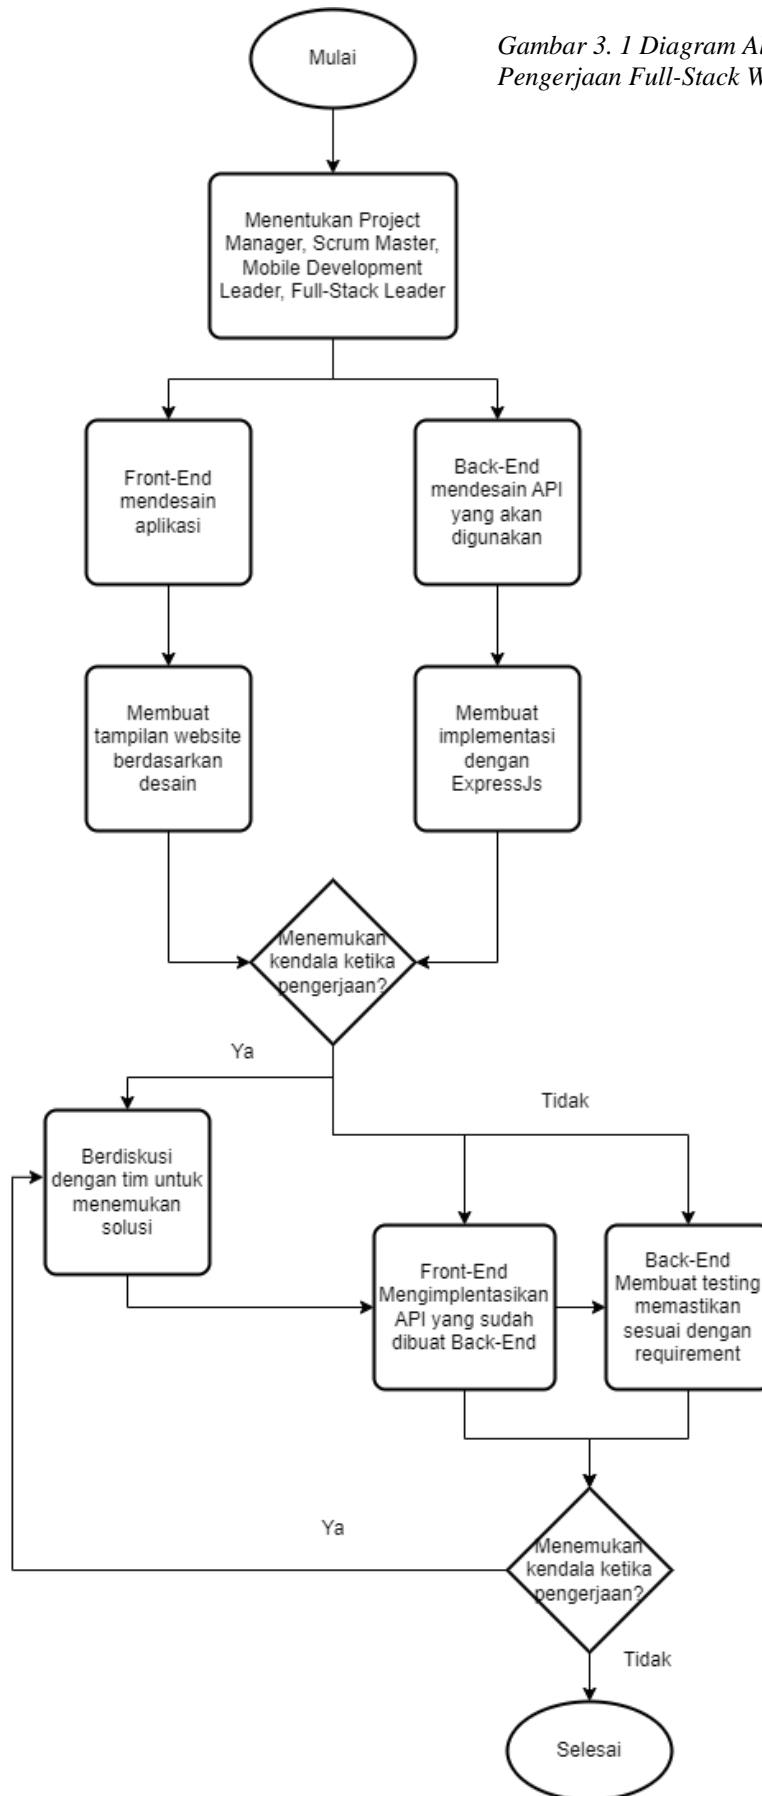 Mulai
Gambar 3. 1 Diagram Al
Pengerjaan Full-Stack W
Menentukan Project
Manager, Scrum Master,
Mobile Development
Leader, Full-Stack Leader
Front-End
mendesain
aplikasi
Back-End
mendesain API
yang akan
digunakan
Membuat
tampilan website
berdasarkan
desain
Membuat
implementasi
dengan
ExpressJs
Menemukan
kendala ketika
pengerjaan?
Ya
Tidak
Berdiskusi
dengan tim untuk
menemukan
solusi
Front-End
Mengimplentasikan
API yang sudah
dibuat Back-End
Back-End
Membuat testing
memastikan
sesuai dengan
requirement
Ya
Menemukan
kendala ketika
pengerjaan?
Tidak
Selesai